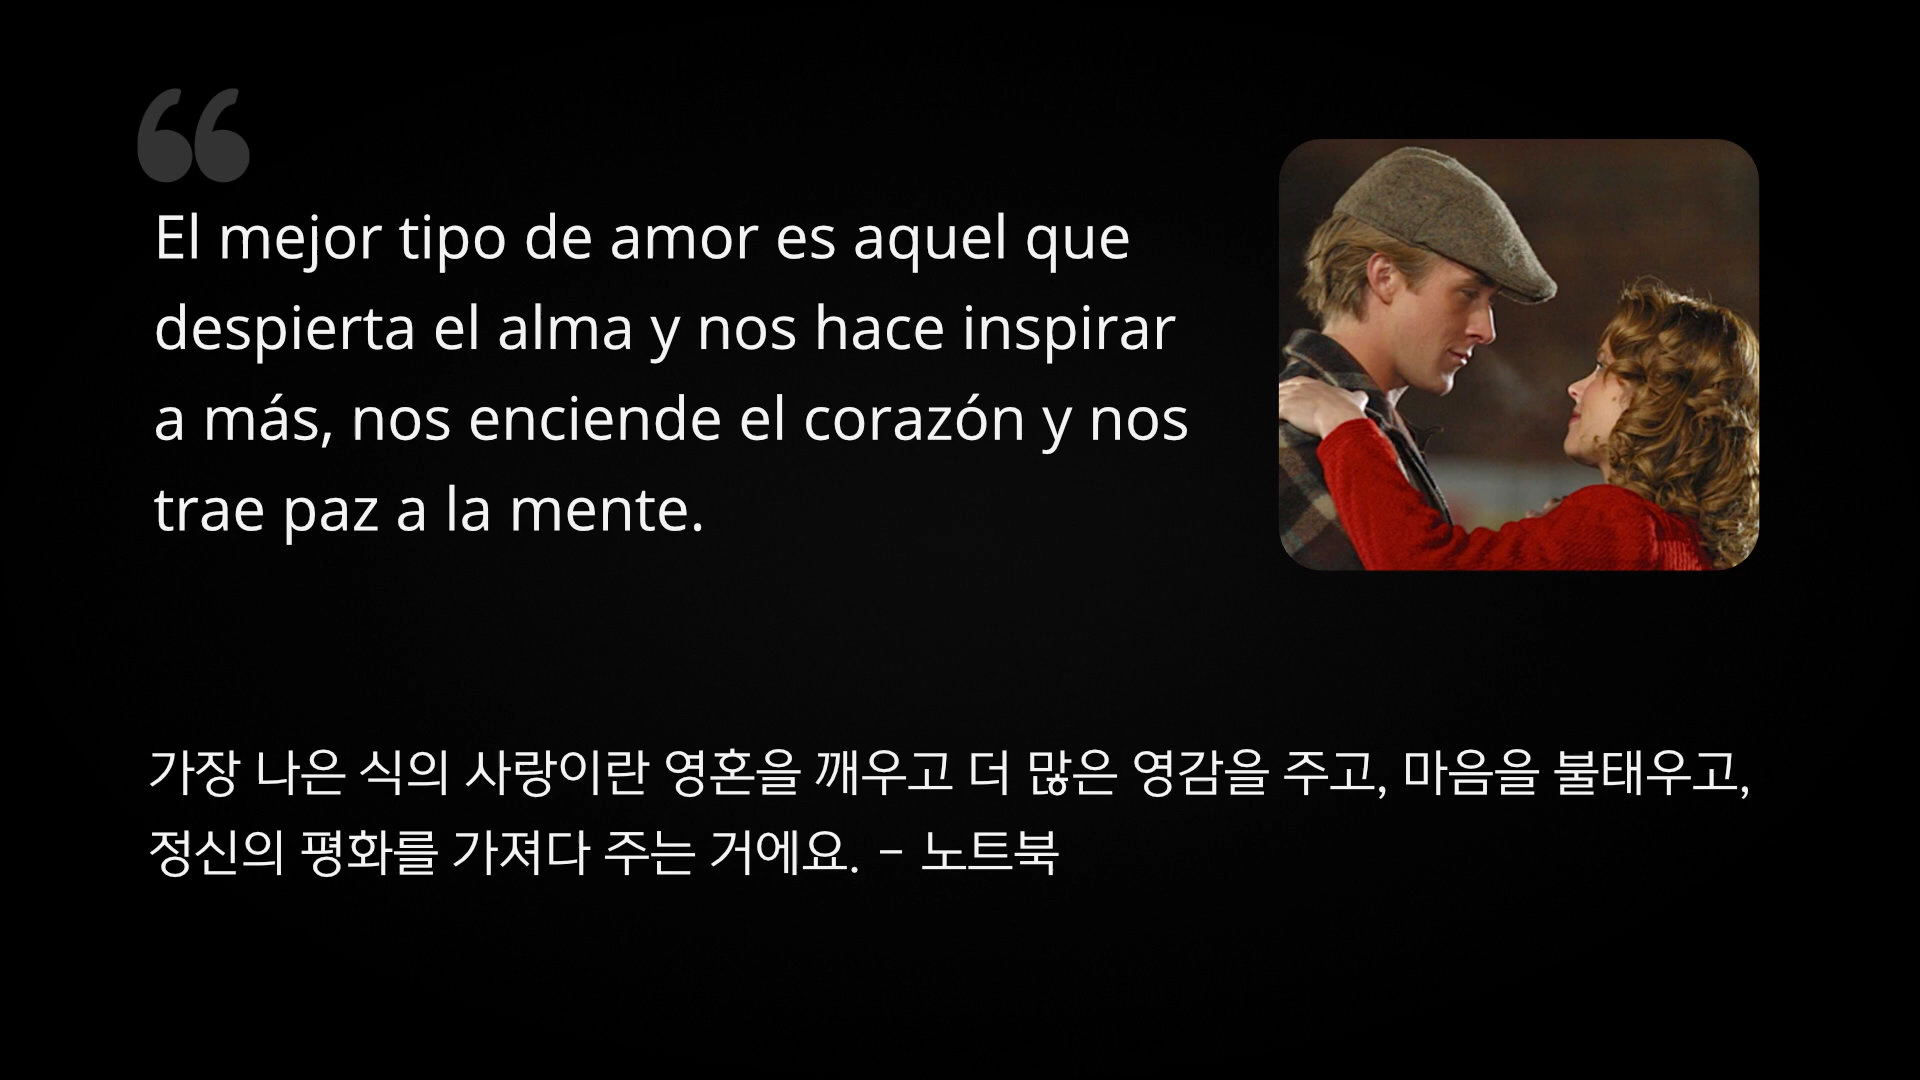 El mejor tipo de amor es aquel que
despierta el alma y nos hace inspirar
a más, nos enciende el corazón y nos
trae paz a la mente.
가장 나은 식의 사랑이란 영혼을 깨우고 더 많은 영감을 주고, 마음을 불태우고,
정신의 평화를 가져다 주는 거에요. – 노트북